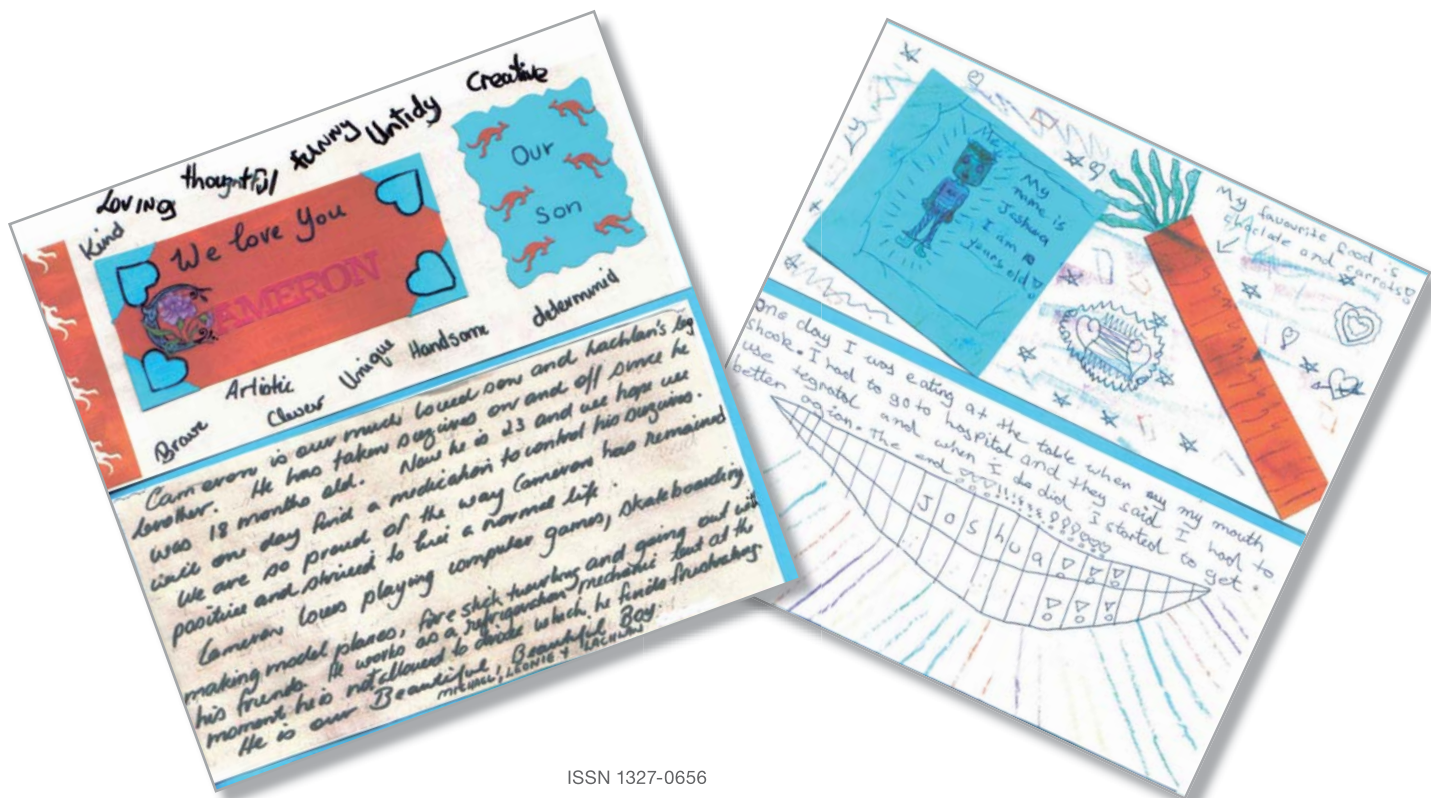 Loving thoughtful funny Untidy Creative
Kind
We love You
CAMERON
Our
Son
Brave Artistic Clever Unique Handsome determined
Cameron is our much loved son and Lachlan's big
brother. He has taken seizures on and off since he
was 18 months old. Now he is 23 and we hope we
will one day find a medication to control his seizures.
We are so proud of the way Cameron has remained
positive and strived to live a normal life.
Cameron loves playing computer games, skateboarding
making model planes, fire stick twirling and going out with
his friends. He works as a refrigeration mechanic but at the
moment he is not allowed to drive which he finds frustrating.
He is our Beautiful, Beautiful Boy.
MICHAEL, LEONIE + LACHLAN
Me
My
name is
Joshua
I am
years old
My favourite food is
choclate and carrots
One day I was eating at the table when my my mouth
shook. I had to go to hospital and they said I had to
use tegratol and when I do did I started to get
better agion. The end
Joshua
ISSN 1327-0656